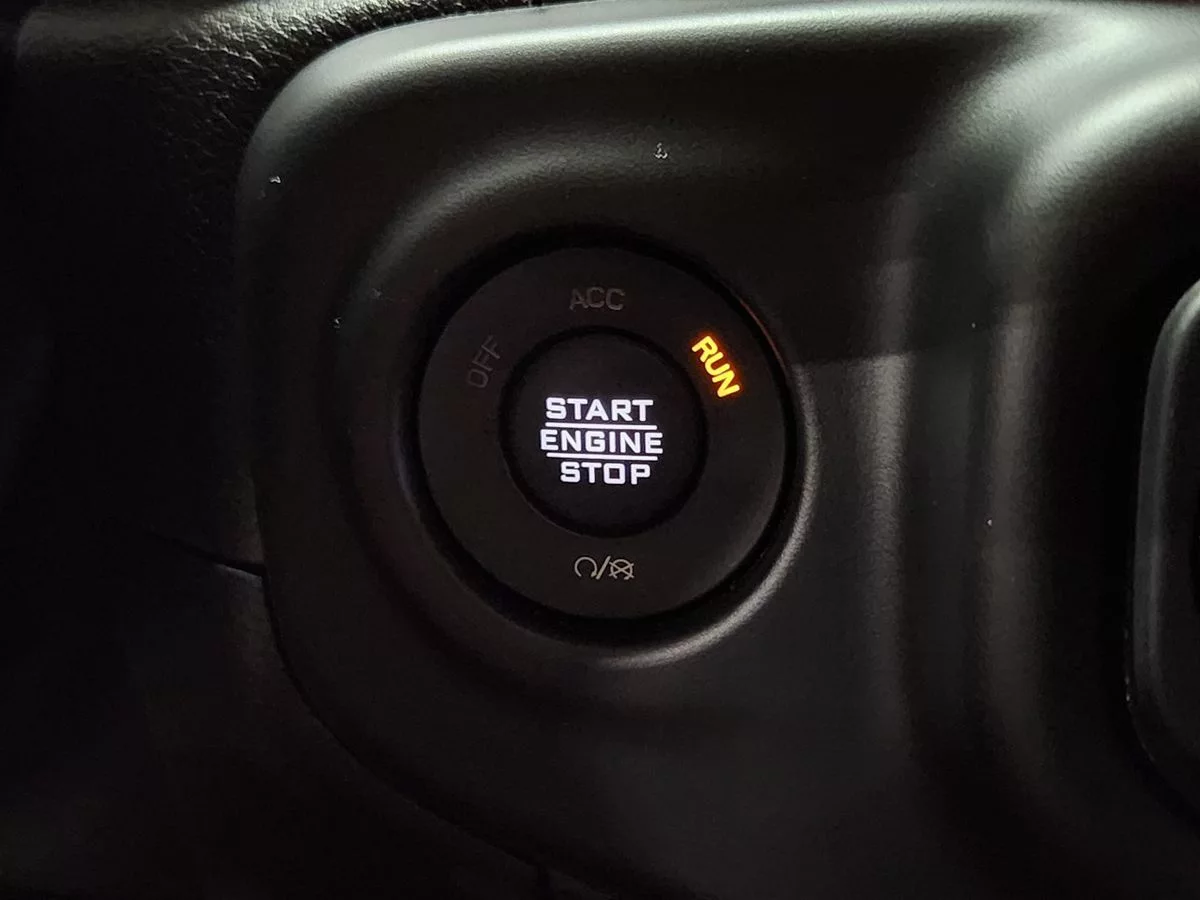 ACC
OFF
RUN
START
ENGINE
STOP